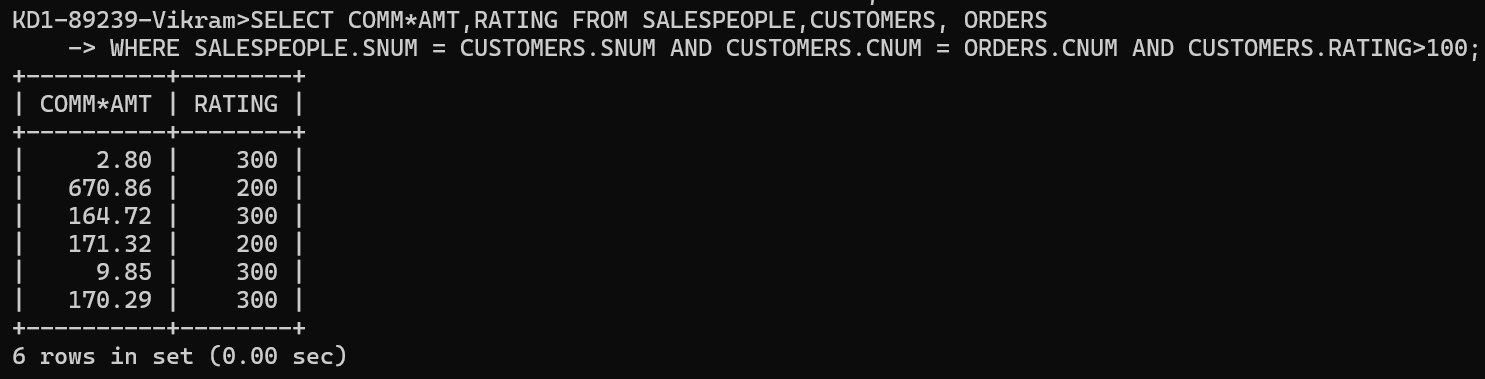 KD1-89239-Vikram>SELECT COMM*AMT,RATING FROM SALESPEOPLE,CUSTOMERS, ORDERS
    -> WHERE SALESPEOPLE.SNUM = CUSTOMERS.SNUM AND CUSTOMERS.CNUM = ORDERS.CNUM AND CUSTOMERS.RATING>100;
+----------+--------+
| COMM*AMT | RATING |
+----------+--------+
|     2.80 |    300 |
|   670.86 |    200 |
|   164.72 |    300 |
|   171.32 |    200 |
|     9.85 |    300 |
|   170.29 |    300 |
+----------+--------+
6 rows in set (0.00 sec)